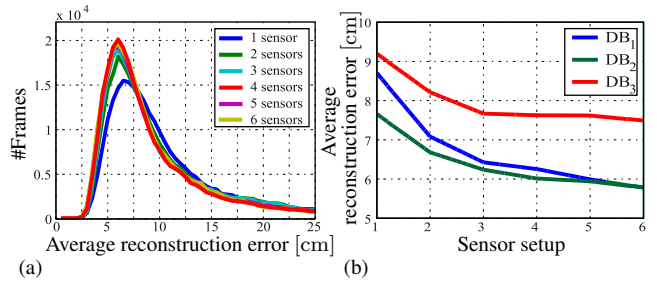 2 x 10⁴
1.5
1
0.5
0
0 5 10 15 20 25
#Frames
Average reconstruction error [cm]
1 sensor
2 sensors
3 sensors
4 sensors
5 sensors
6 sensors
(a)
10
9
8
7
6
5
1 2 3 4 5 6
Average
reconstruction error [cm]
Sensor setup
DB₁
DB₂
DB₃
(b)